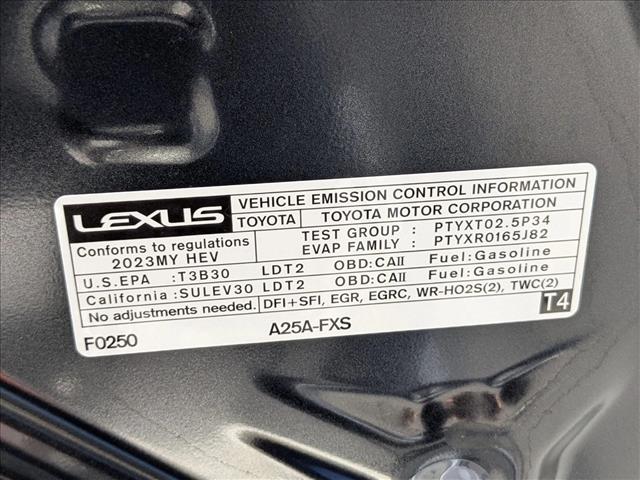 LEXUS VEHICLE EMISSION CONTROL INFORMATION
TOYOTA TOYOTA MOTOR CORPORATION
Conforms to regulations TEST GROUP : PTYXT02.5P34
2023MY HEV EVAP FAMILY : PTYXR0165J82
U.S.EPA :T3B30 LDT2 OBD:CAII Fuel:Gasoline
California :SULEV30 LDT2 OBD:CAII Fuel:Gasoline
No adjustments needed. DFI+SFI, EGR, EGRC, WR-HO2S(2), TWC(2)
F0250 A25A-FXS T4